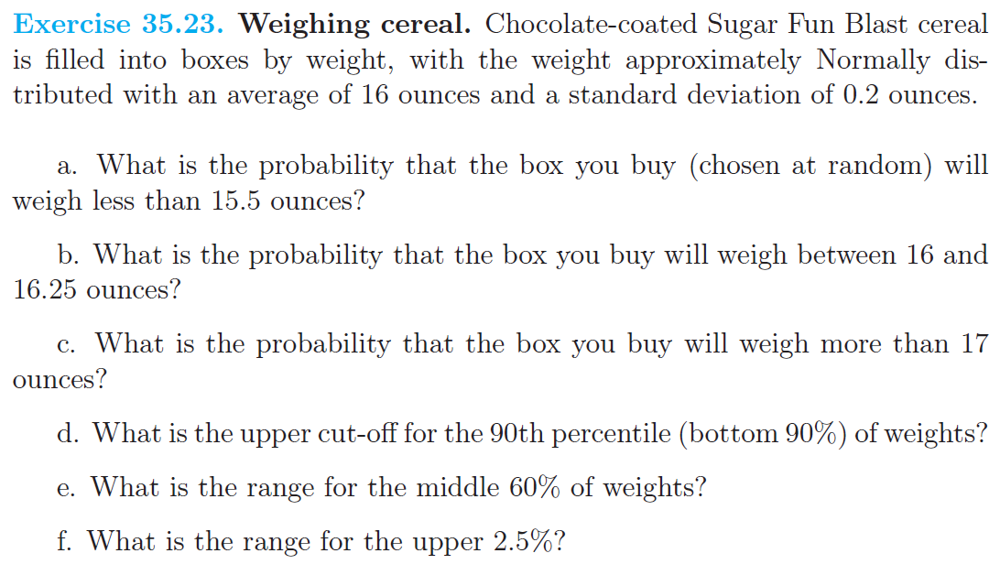 Exercise 35.23. Weighing cereal. Chocolate-coated Sugar Fun Blast cereal
is filled into boxes by weight, with the weight approximately Normally dis-
tributed with an average of 16 ounces and a standard deviation of 0.2 ounces.
a. What is the probability that the box you buy (chosen at random) will
weigh less than 15.5 ounces?
b. What is the probability that the box you buy will weigh between 16 and
16.25 ounces?
c. What is the probability that the box you buy will weigh more than 17
ounces?
d. What is the upper cut-off for the 90th percentile (bottom 90%) of weights?
e. What is the range for the middle 60% of weights?
f. What is the range for the upper 2.5%?